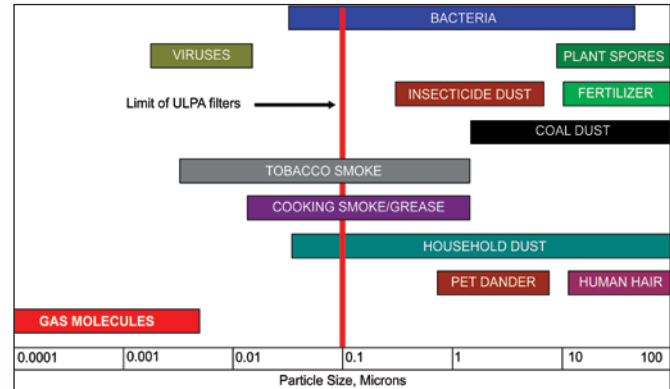 BACTERIA
VIRUSES
PLANT SPORES
Limit of ULPA filters
INSECTICIDE DUST
FERTILIZER
COAL DUST
TOBACCO SMOKE
COOKING SMOKE/GREASE
HOUSEHOLD DUST
PET DANDER
HUMAN HAIR
GAS MOLECULES
0.0001 0.001 0.01 0.1 1 10 100
Particle Size, Microns